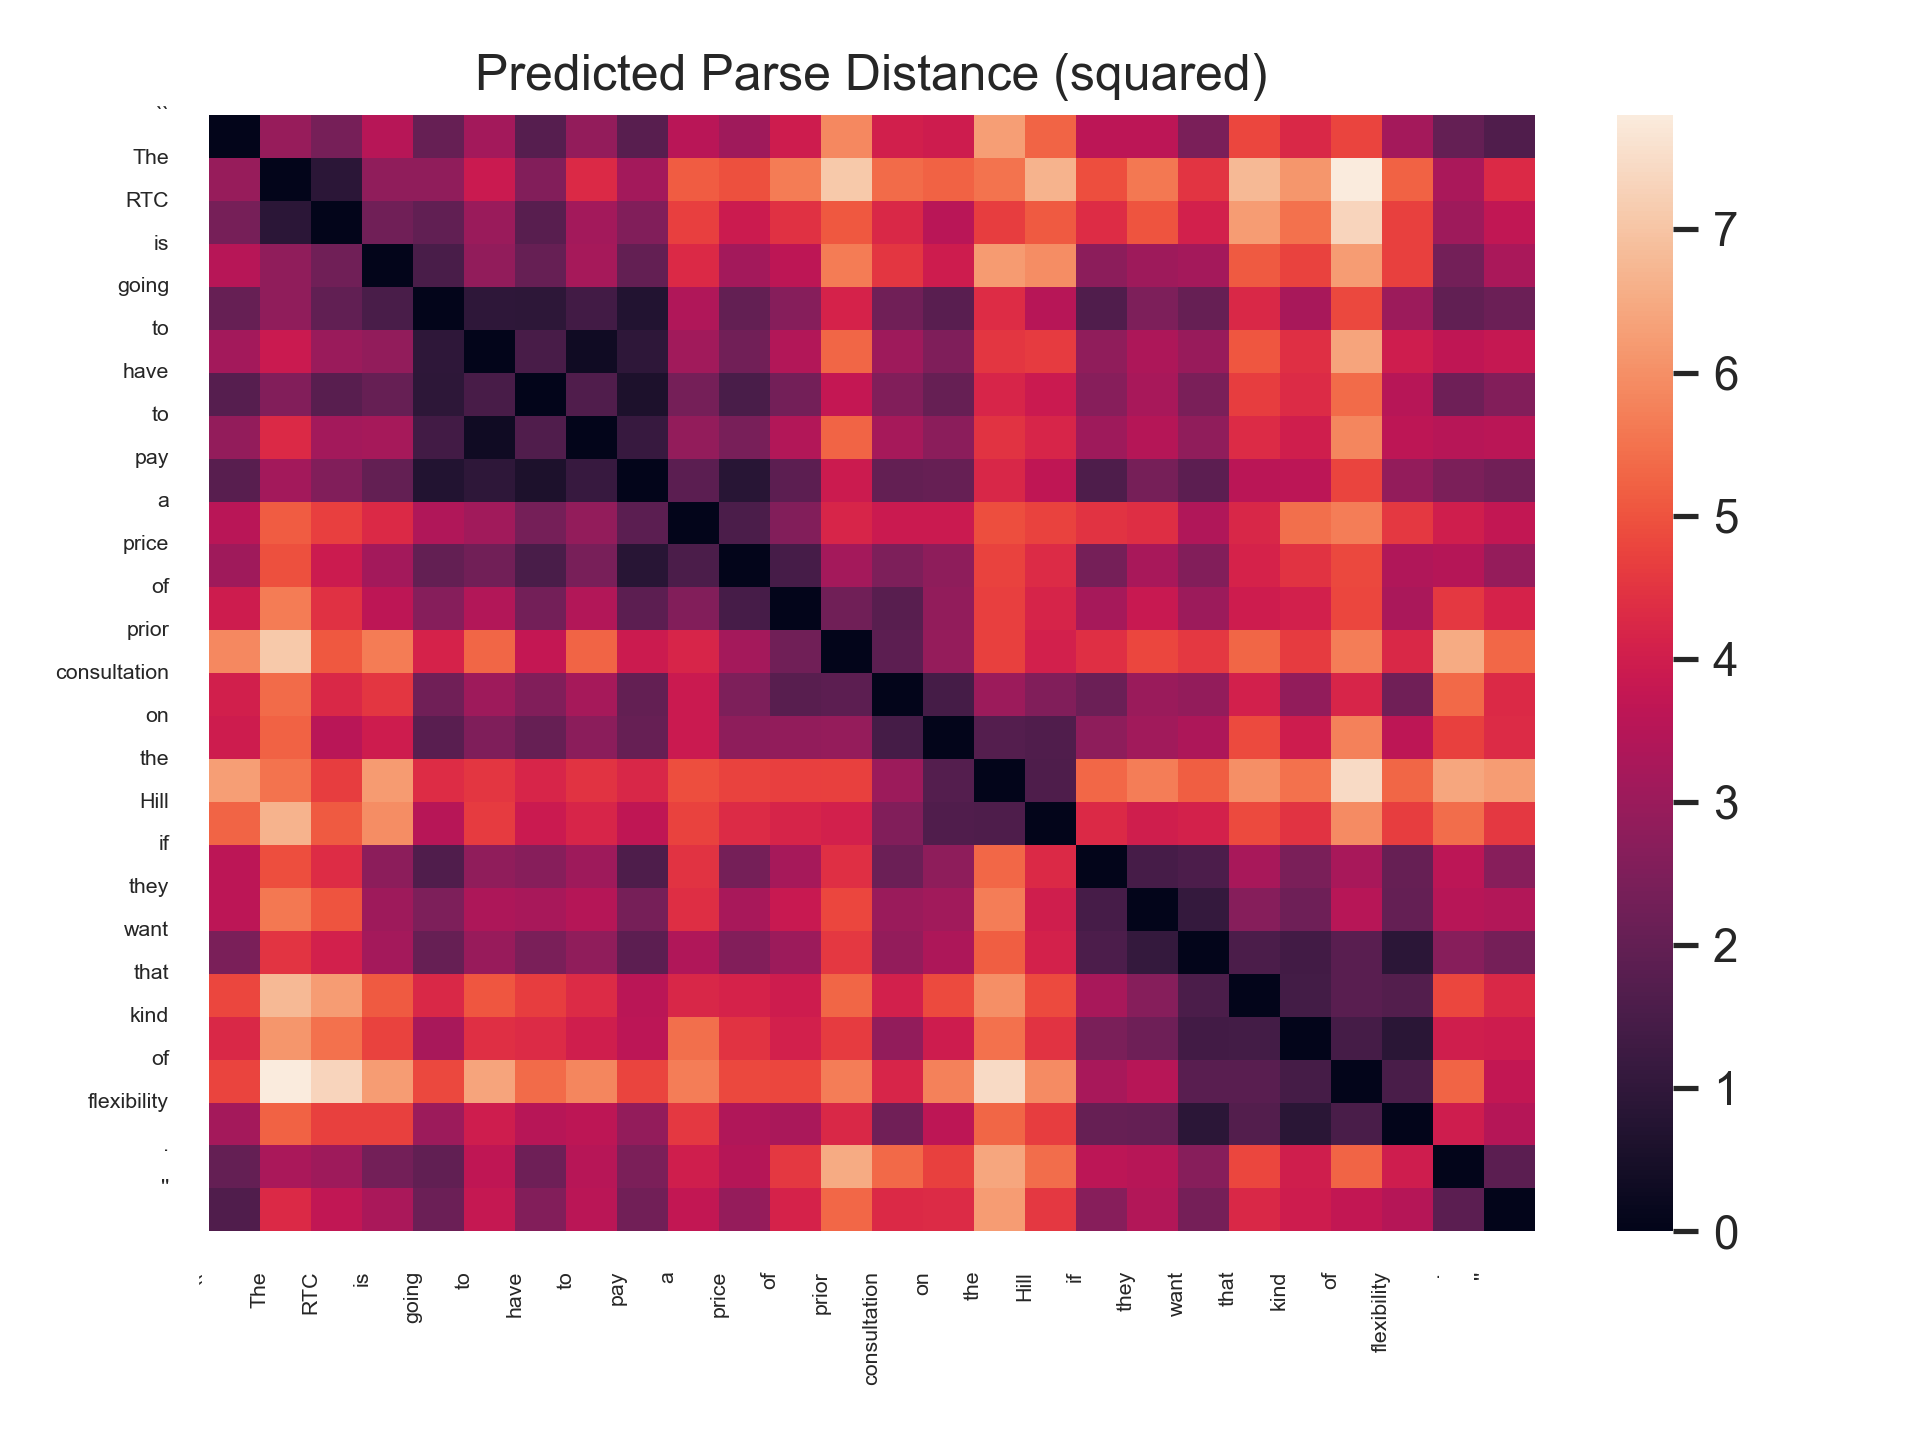 Predicted Parse Distance (squared)
``
The
RTC
is
going
to
have
to
pay
a
price
of
prior
consultation
on
the
Hill
if
they
want
that
kind
of
flexibility
.
''
7
6
5
4
3
2
1
0
`` The RTC is going to have to pay a price of prior consultation on the Hill if they want that kind of flexibility . ''